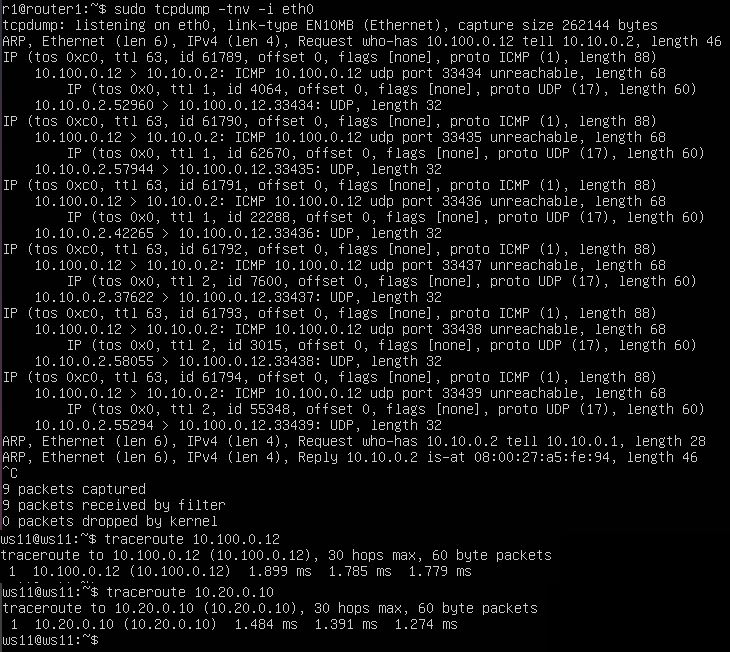 r1@router1:~$ sudo tcpdump -tnv -i eth0
tcpdump: listening on eth0, link-type EN10MB (Ethernet), capture size 262144 bytes
ARP, Ethernet (len 6), IPv4 (len 4), Request who-has 10.100.0.12 tell 10.10.0.2, length 46
IP (tos 0xc0, ttl 63, id 61789, offset 0, flags [none], proto ICMP (1), length 88)
    10.100.0.12 > 10.10.0.2: ICMP 10.100.0.12 udp port 33434 unreachable, length 68
        IP (tos 0x0, ttl 1, id 4064, offset 0, flags [none], proto UDP (17), length 60)
    10.10.0.2.52960 > 10.100.0.12.33434: UDP, length 32
IP (tos 0xc0, ttl 63, id 61790, offset 0, flags [none], proto ICMP (1), length 88)
    10.100.0.12 > 10.10.0.2: ICMP 10.100.0.12 udp port 33435 unreachable, length 68
        IP (tos 0x0, ttl 1, id 62670, offset 0, flags [none], proto UDP (17), length 60)
    10.10.0.2.57944 > 10.100.0.12.33435: UDP, length 32
IP (tos 0xc0, ttl 63, id 61791, offset 0, flags [none], proto ICMP (1), length 88)
    10.100.0.12 > 10.10.0.2: ICMP 10.100.0.12 udp port 33436 unreachable, length 68
        IP (tos 0x0, ttl 1, id 22288, offset 0, flags [none], proto UDP (17), length 60)
    10.10.0.2.42265 > 10.100.0.12.33436: UDP, length 32
IP (tos 0xc0, ttl 63, id 61792, offset 0, flags [none], proto ICMP (1), length 88)
    10.100.0.12 > 10.10.0.2: ICMP 10.100.0.12 udp port 33437 unreachable, length 68
        IP (tos 0x0, ttl 2, id 7600, offset 0, flags [none], proto UDP (17), length 60)
    10.10.0.2.37622 > 10.100.0.12.33437: UDP, length 32
IP (tos 0xc0, ttl 63, id 61793, offset 0, flags [none], proto ICMP (1), length 88)
    10.100.0.12 > 10.10.0.2: ICMP 10.100.0.12 udp port 33438 unreachable, length 68
        IP (tos 0x0, ttl 2, id 3015, offset 0, flags [none], proto UDP (17), length 60)
    10.10.0.2.58055 > 10.100.0.12.33438: UDP, length 32
IP (tos 0xc0, ttl 63, id 61794, offset 0, flags [none], proto ICMP (1), length 88)
    10.100.0.12 > 10.10.0.2: ICMP 10.100.0.12 udp port 33439 unreachable, length 68
        IP (tos 0x0, ttl 2, id 55348, offset 0, flags [none], proto UDP (17), length 60)
    10.10.0.2.55294 > 10.100.0.12.33439: UDP, length 32
ARP, Ethernet (len 6), IPv4 (len 4), Request who-has 10.10.0.2 tell 10.10.0.1, length 28
ARP, Ethernet (len 6), IPv4 (len 4), Reply 10.10.0.2 is-at 08:00:27:a5:fe:94, length 46
^C
9 packets captured
9 packets received by filter
0 packets dropped by kernel
ws11@ws11:~$ traceroute 10.100.0.12
traceroute to 10.100.0.12 (10.100.0.12), 30 hops max, 60 byte packets
 1  10.100.0.12 (10.100.0.12)  1.899 ms  1.785 ms  1.779 ms
ws11@ws11:~$ traceroute 10.20.0.10
traceroute to 10.20.0.10 (10.20.0.10), 30 hops max, 60 byte packets
 1  10.20.0.10 (10.20.0.10)  1.484 ms  1.391 ms  1.274 ms
ws11@ws11:~$